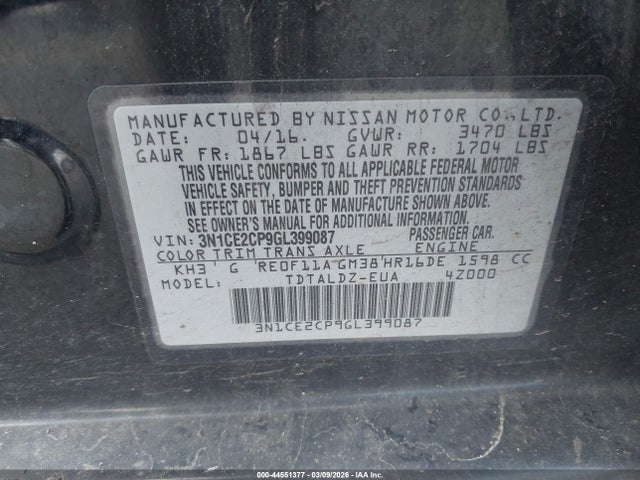 MANUFACTURED BY NISSAN MOTOR CO.,LTD.
DATE: 04/16. GVWR: 3470 LBS
GAWR FR: 1867 LBS GAWR RR: 1704 LBS
THIS VEHICLE CONFORMS TO ALL APPLICABLE FEDERAL MOTOR
VEHICLE SAFETY, BUMPER AND THEFT PREVENTION STANDARDS
IN EFFECT ON THE DATE OF MANUFACTURE SHOWN ABOVE.
SEE OWNER'S MANUAL FOR ADDITIONAL INFORMATION.
VIN: 3N1CE2CP9GL399087 PASSENGER CAR.
COLOR TRIM TRANS AXLE ENGINE
KH3 G RE0F11A GM38 HR16DE 1598 CC
MODEL: TDTALDZ-EUA 4Z000
3N1CE2CP9GL399087
000-44551377 — 03/09/2026 — IAAI.COM